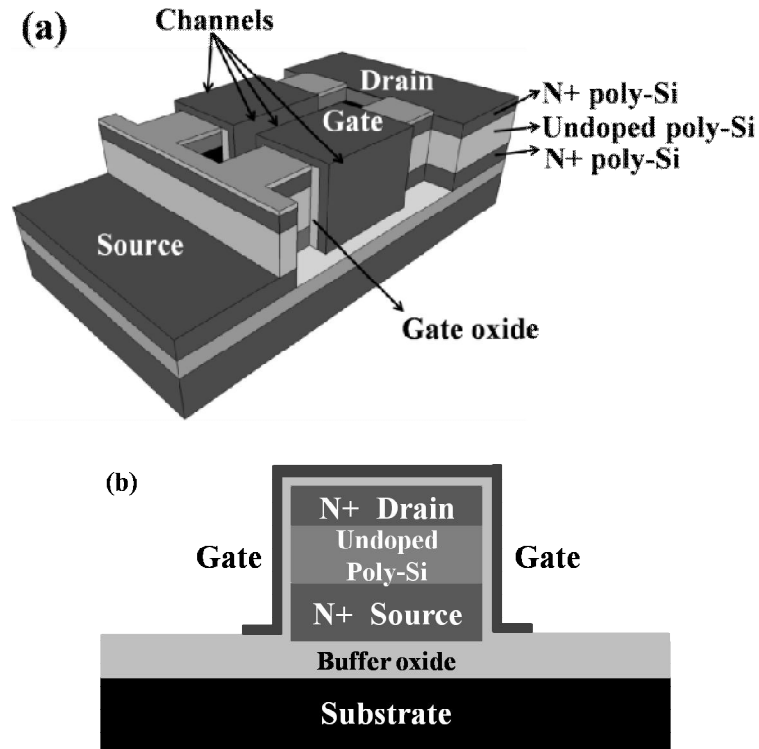 (a)
Channels
Drain
Gate
N+ poly-Si
Undoped poly-Si
N+ poly-Si
Source
Gate oxide
(b)
N+ Drain
Undoped
Poly-Si
Gate
Gate
N+ Source
Buffer oxide
Substrate